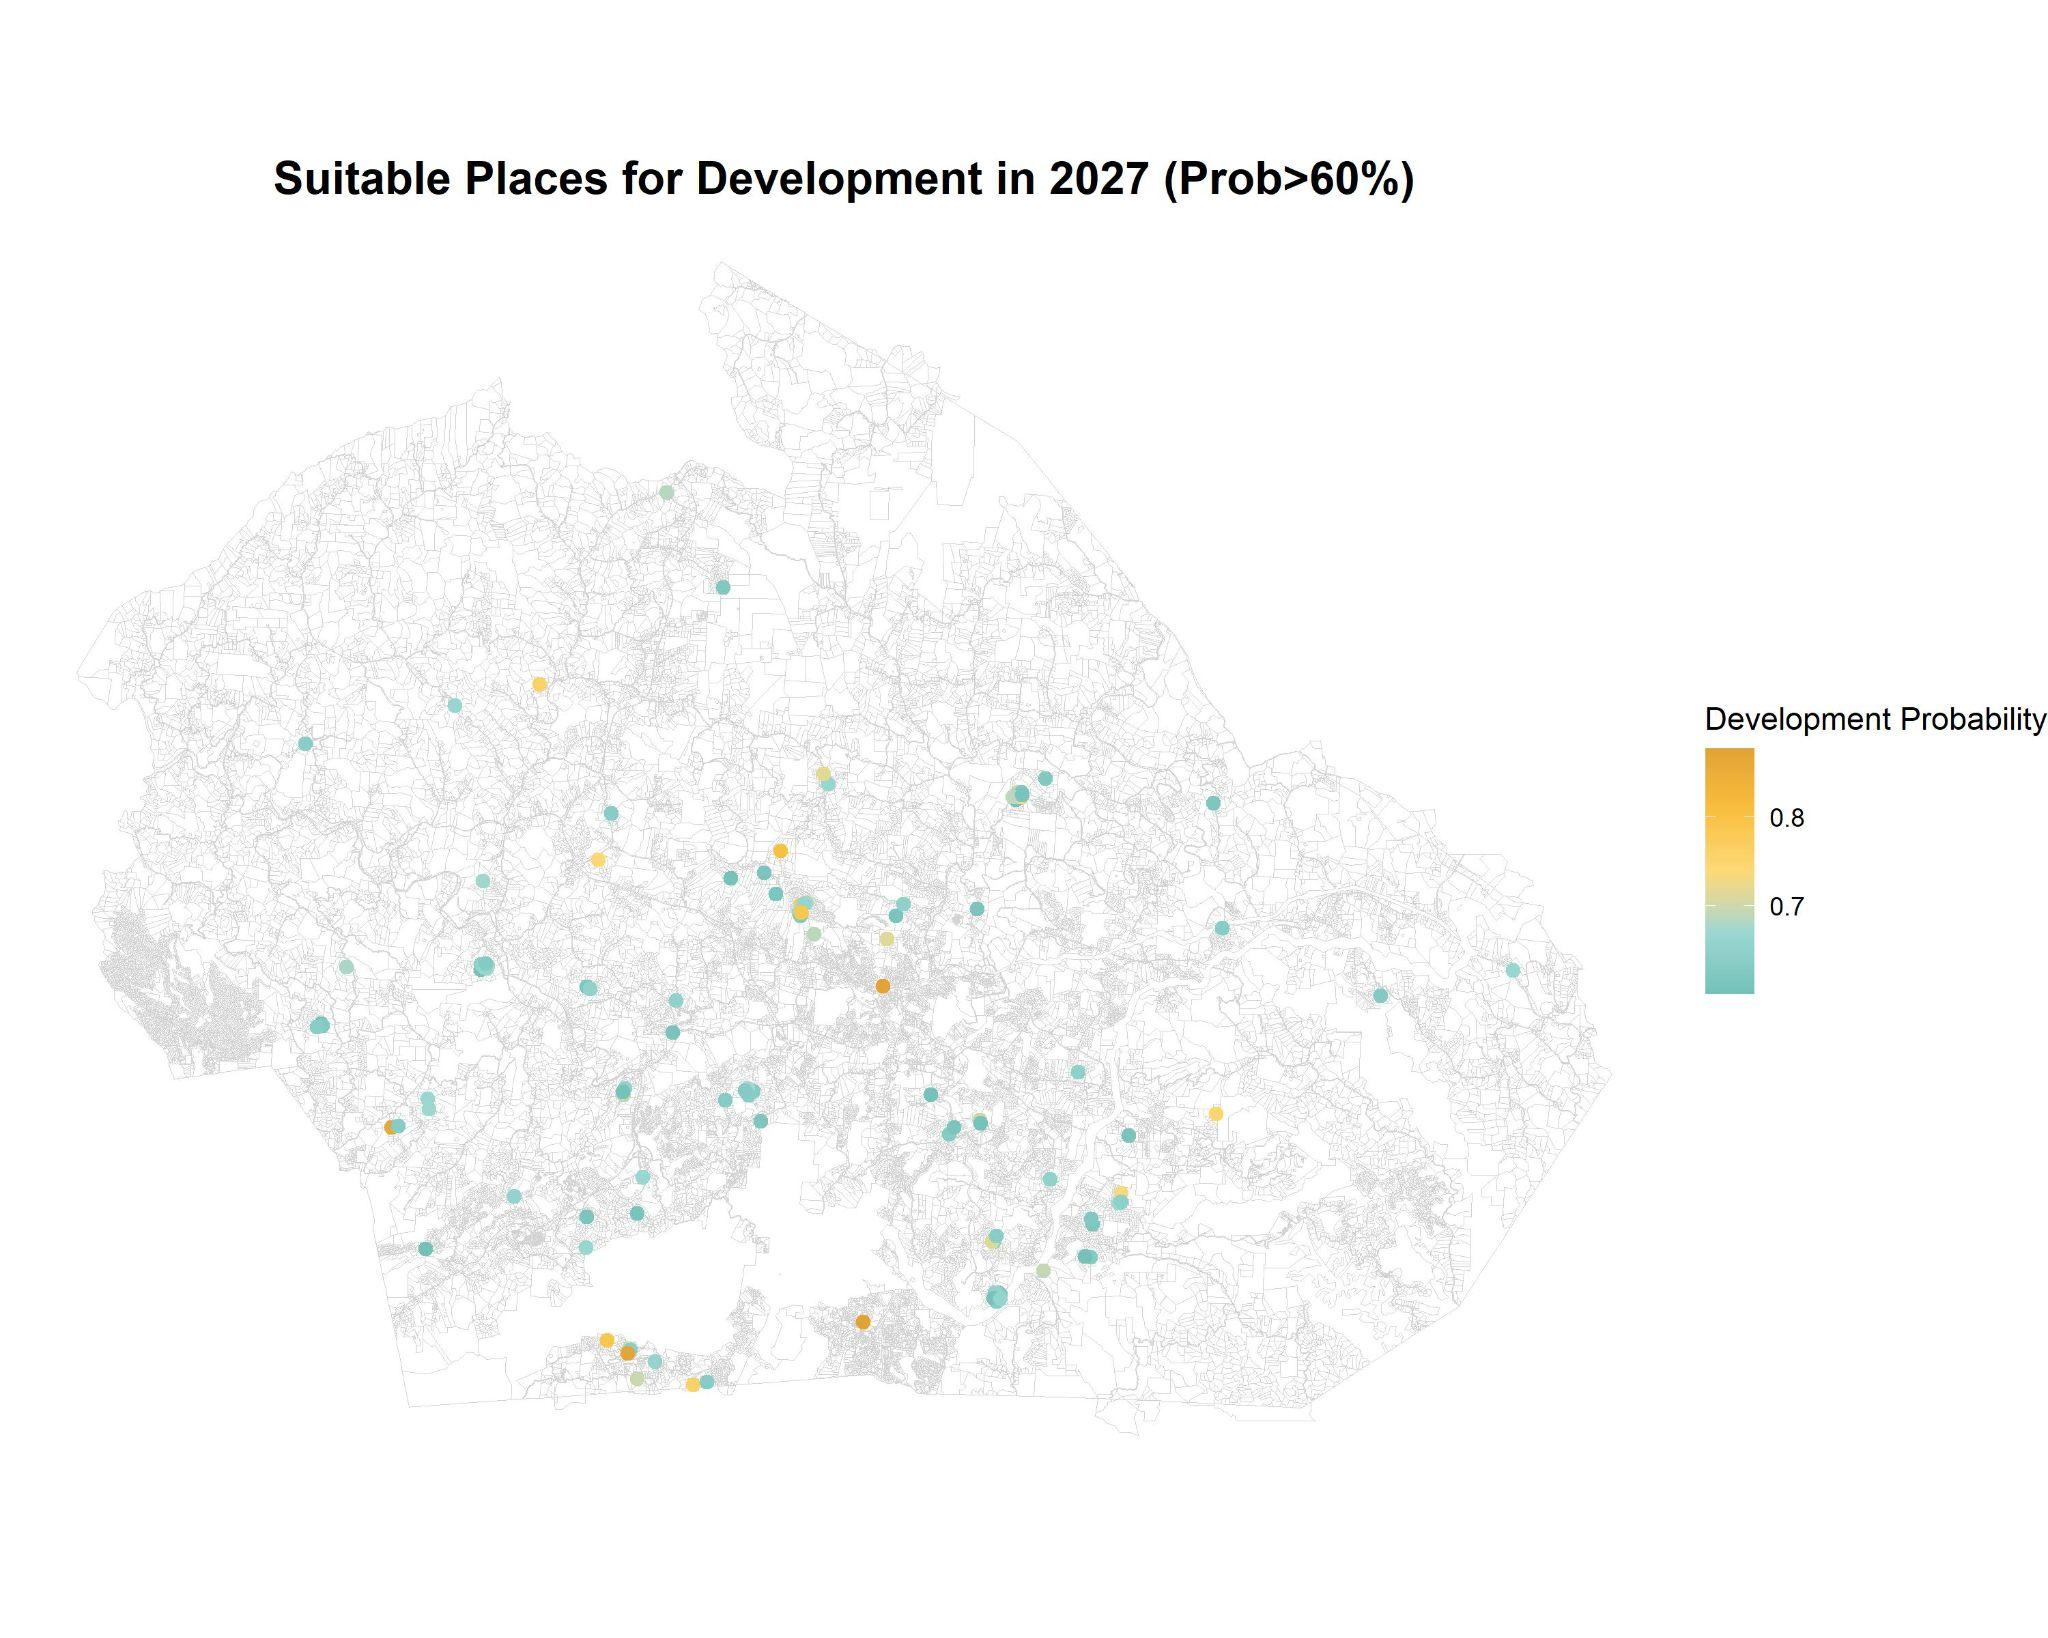 Suitable Places for Development in 2027 (Prob>60%)
Development Probability
0.8
0.7